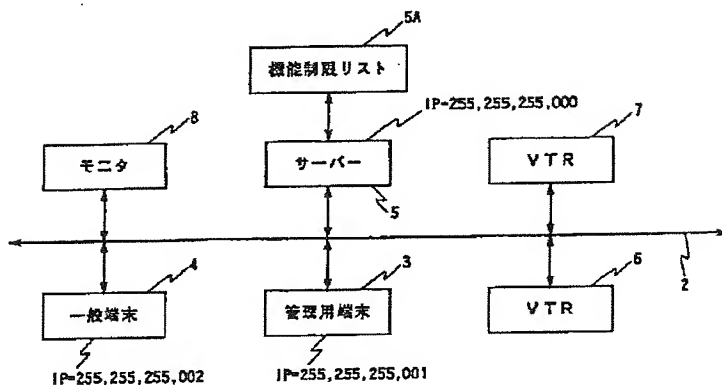 5A
機能制限リスト
IP=255,255,255,000
8
7
モニタ
サーバー
VTR
5
4
3
6
2
一般端末
管理用端末
VTR
IP=255,255,255,002
IP=255,255,255,001